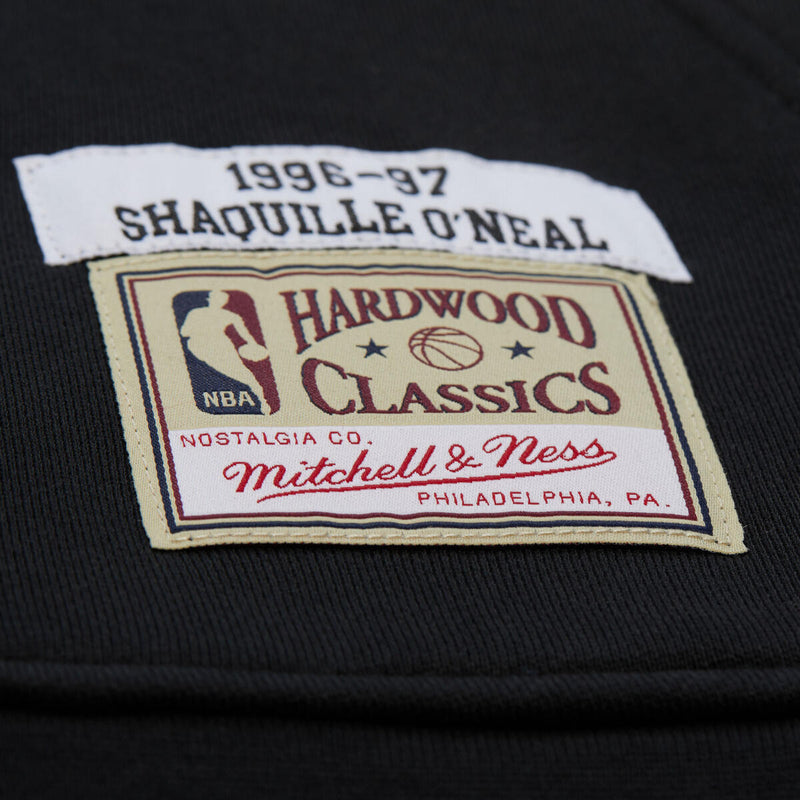 1996-97
SHAQUILLE O'NEAL
HARDWOOD
CLASSICS
NBA
NOSTALGIA CO.
Mitchell & Ness
PHILADELPHIA, PA.